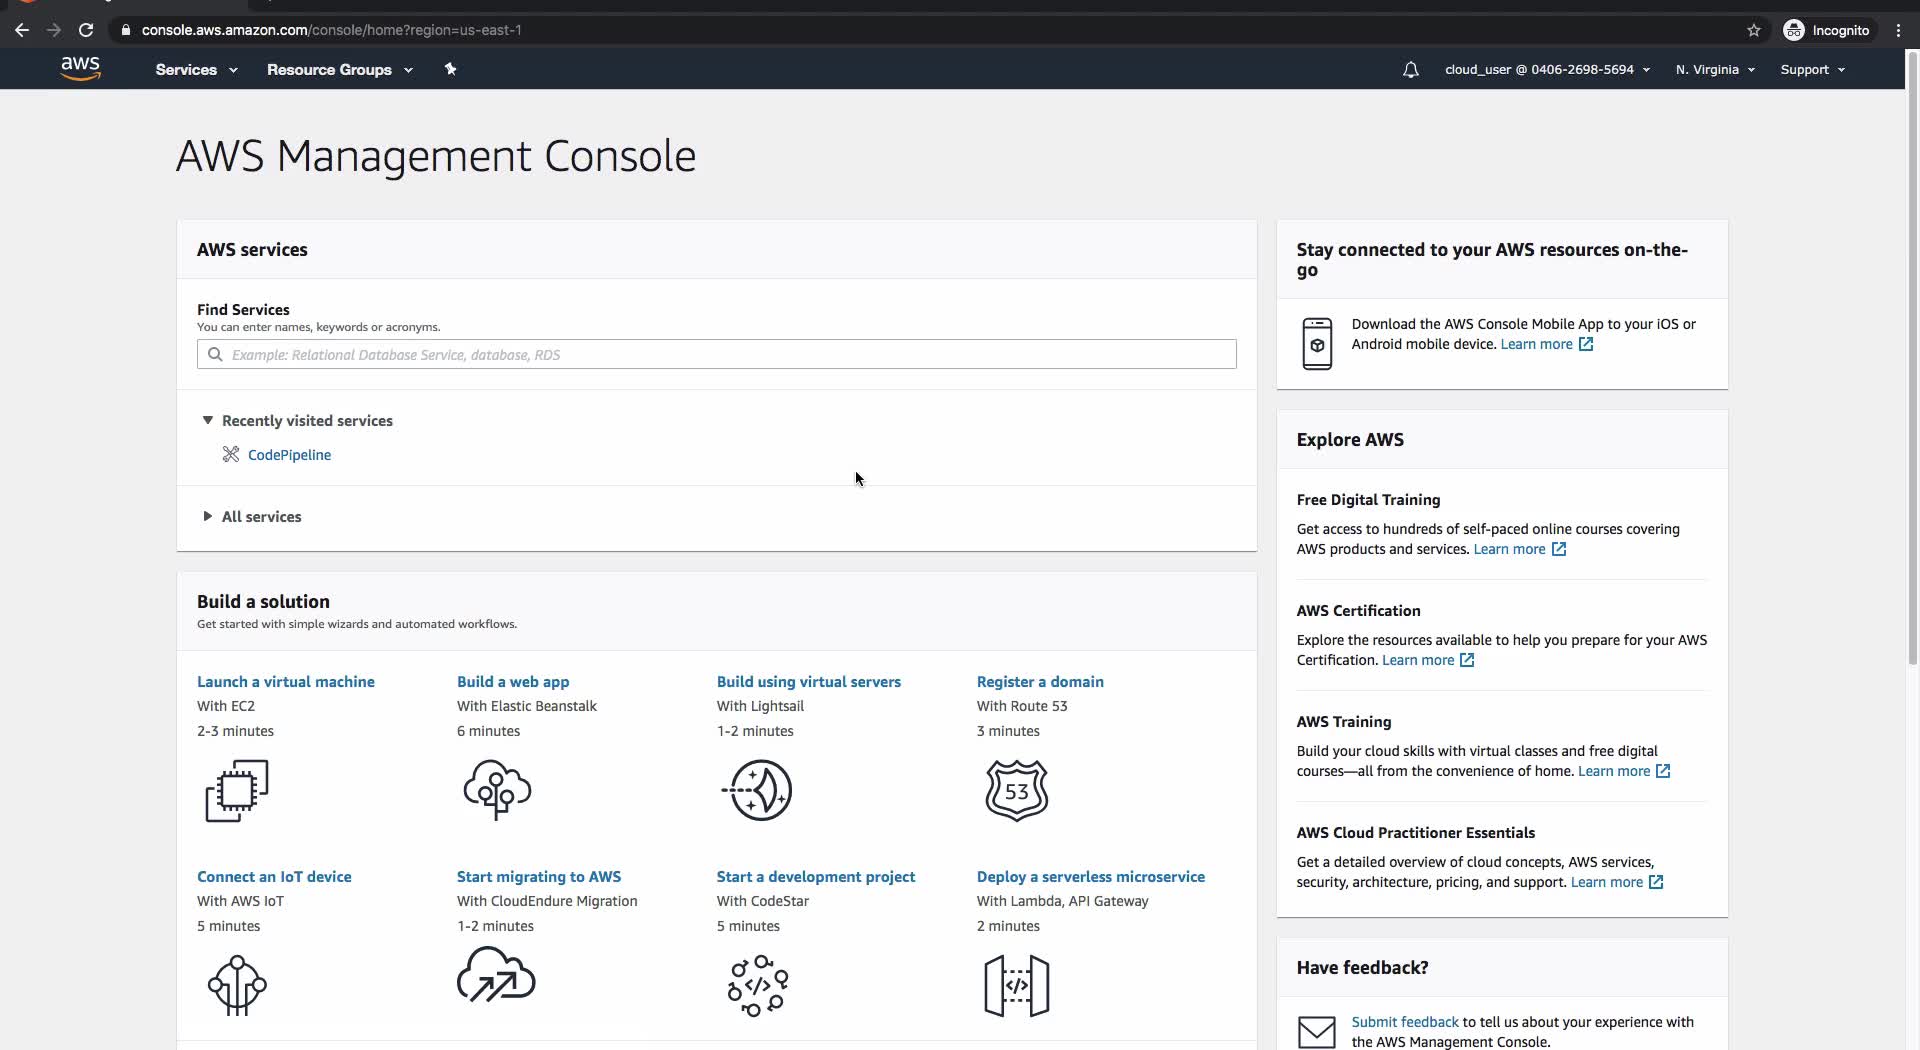 console.aws.amazon.com/console/home?region=us-east-1
Incognito
aws
Services
Resource Groups
cloud_user @ 0406-2698-5694
N. Virginia
Support
AWS Management Console
AWS services
Find Services
You can enter names, keywords or acronyms.
Example: Relational Database Service, database, RDS
Recently visited services
CodePipeline
All services
Build a solution
Get started with simple wizards and automated workflows.
Launch a virtual machine
With EC2
2-3 minutes
Build a web app
With Elastic Beanstalk
6 minutes
Build using virtual servers
With Lightsail
1-2 minutes
Register a domain
With Route 53
3 minutes
53
Connect an IoT device
With AWS IoT
5 minutes
Start migrating to AWS
With CloudEndure Migration
1-2 minutes
Start a development project
With CodeStar
5 minutes
</>
Deploy a serverless microservice
With Lambda, API Gateway
2 minutes
</>
Stay connected to your AWS resources on-the-
go
Download the AWS Console Mobile App to your iOS or
Android mobile device. Learn more
Explore AWS
Free Digital Training
Get access to hundreds of self-paced online courses covering
AWS products and services. Learn more
AWS Certification
Explore the resources available to help you prepare for your AWS
Certification. Learn more
AWS Training
Build your cloud skills with virtual classes and free digital
courses—all from the convenience of home. Learn more
AWS Cloud Practitioner Essentials
Get a detailed overview of cloud concepts, AWS services,
security, architecture, pricing, and support. Learn more
Have feedback?
Submit feedback to tell us about your experience with
the AWS Management Console.